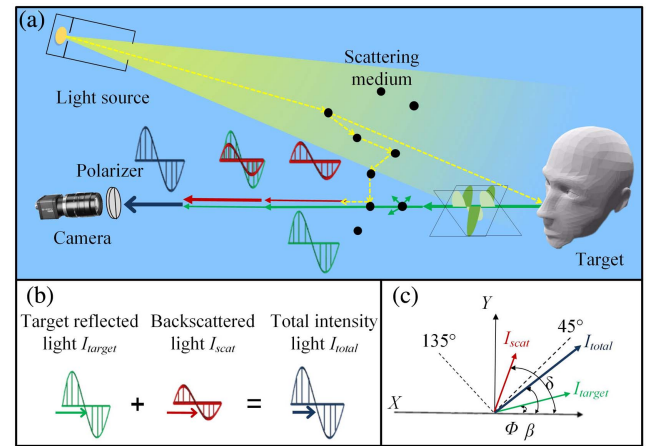 (a)
Scattering
medium
Light source
Polarizer
Camera
Target
(b)
Target reflected
light Itarget
Backscattered
light Iscat
Total intensity
light Itotal
+
=
(c)
Y
135°
45°
Iscat
Itotal
δ
Itarget
X
Φ β